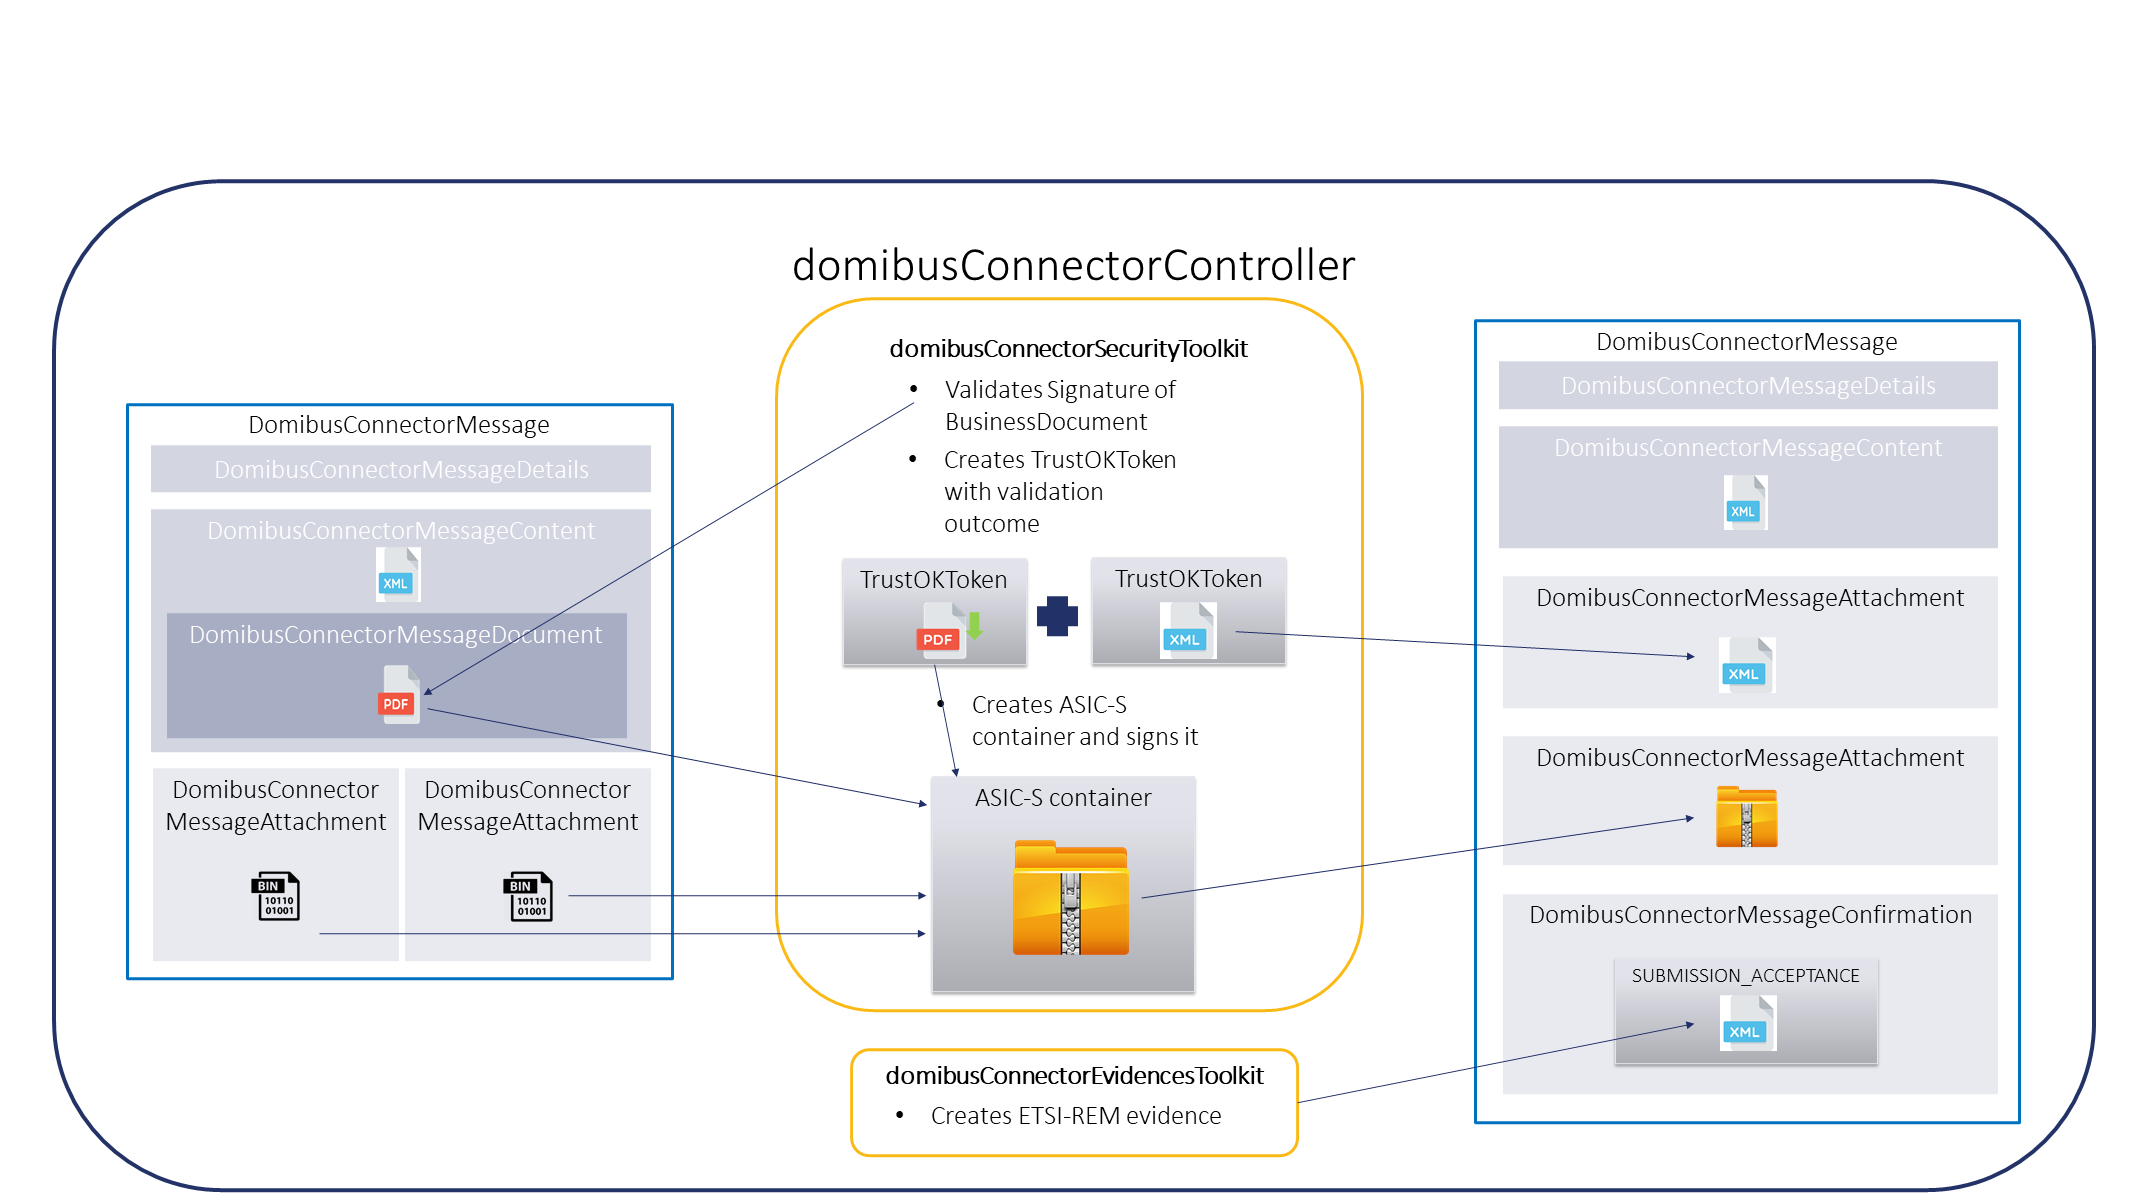 domibusConnectorController
DomibusConnectorMessage
DomibusConnectorMessageDetails
DomibusConnectorMessageContent
XML
DomibusConnectorMessageDocument
PDF
DomibusConnector
MessageAttachment
BIN
10110
01001
DomibusConnector
MessageAttachment
BIN
10110
01001
domibusConnectorSecurityToolkit
• Validates Signature of
BusinessDocument
• Creates TrustOKToken
with validation
outcome
TrustOKToken
PDF
TrustOKToken
XML
• Creates ASIC-S
container and signs it
ASIC-S container
domibusConnectorEvidencesToolkit
• Creates ETSI-REM evidence
DomibusConnectorMessage
DomibusConnectorMessageDetails
DomibusConnectorMessageContent
XML
DomibusConnectorMessageAttachment
XML
DomibusConnectorMessageAttachment
DomibusConnectorMessageConfirmation
SUBMISSION_ACCEPTANCE
XML